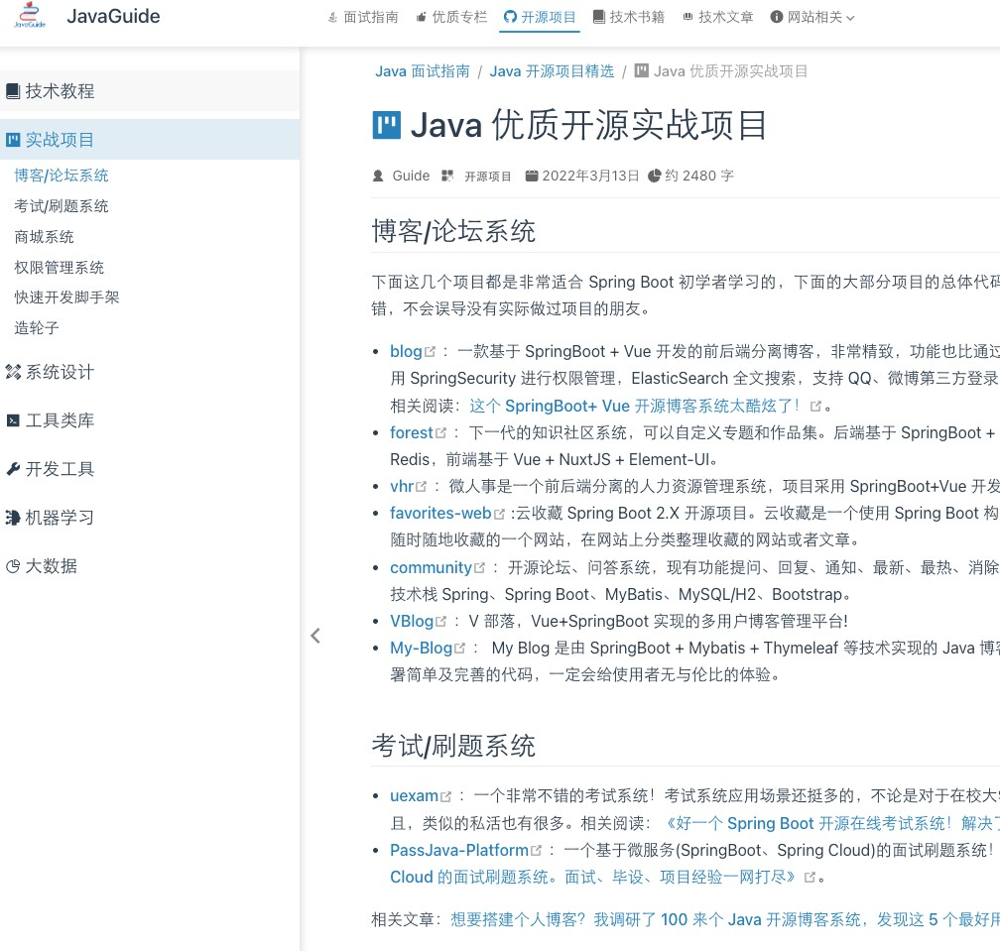 JavaGuide
JavaGuide 面试指南 优质专栏 开源项目 技术书籍 技术文章 网站相关
技术教程
实战项目
博客/论坛系统
考试/刷题系统
商城系统
权限管理系统
快速开发脚手架
造轮子
系统设计
工具类库
开发工具
机器学习
大数据
Java 面试指南 / Java 开源项目精选 / Java 优质开源实战项目
Java 优质开源实战项目
Guide 开源项目 2022年3月13日 约 2480 字
博客/论坛系统
下面这几个项目都是非常适合 Spring Boot 初学者学习的，下面的大部分项目的总体代码
错，不会误导没有实际做过项目的朋友。
• blog ： 一款基于 SpringBoot + Vue 开发的前后端分离博客，非常精致，功能也比通过
用 SpringSecurity 进行权限管理，ElasticSearch 全文搜索，支持 QQ、微博第三方登录
相关阅读：这个 SpringBoot+ Vue 开源博客系统太酷炫了！ 。
• forest ： 下一代的知识社区系统，可以自定义专题和作品集。后端基于 SpringBoot +
Redis，前端基于 Vue + NuxtJS + Element-UI。
• vhr ： 微人事是一个前后端分离的人力资源管理系统，项目采用 SpringBoot+Vue 开发
• favorites-web :云收藏 Spring Boot 2.X 开源项目。云收藏是一个使用 Spring Boot 构
随时随地收藏的一个网站，在网站上分类整理收藏的网站或者文章。
• community ： 开源论坛、问答系统，现有功能提问、回复、通知、最新、最热、消除
技术栈 Spring、Spring Boot、MyBatis、MySQL/H2、Bootstrap。
• VBlog ： V 部落，Vue+SpringBoot 实现的多用户博客管理平台!
• My-Blog ： My Blog 是由 SpringBoot + Mybatis + Thymeleaf 等技术实现的 Java 博客
署简单及完善的代码，一定会给使用者无与伦比的体验。
考试/刷题系统
• uexam ： 一个非常不错的考试系统！考试系统应用场景还挺多的，不论是对于在校大学
且，类似的私活也有很多。相关阅读： 《好一个 Spring Boot 开源在线考试系统！解决了
• PassJava-Platform ： 一个基于微服务(SpringBoot、Spring Cloud)的面试刷题系统！
Cloud 的面试刷题系统。面试、毕设、项目经验一网打尽》 。
相关文章： 想要搭建个人博客？我调研了 100 来个 Java 开源博客系统，发现这 5 个最好用